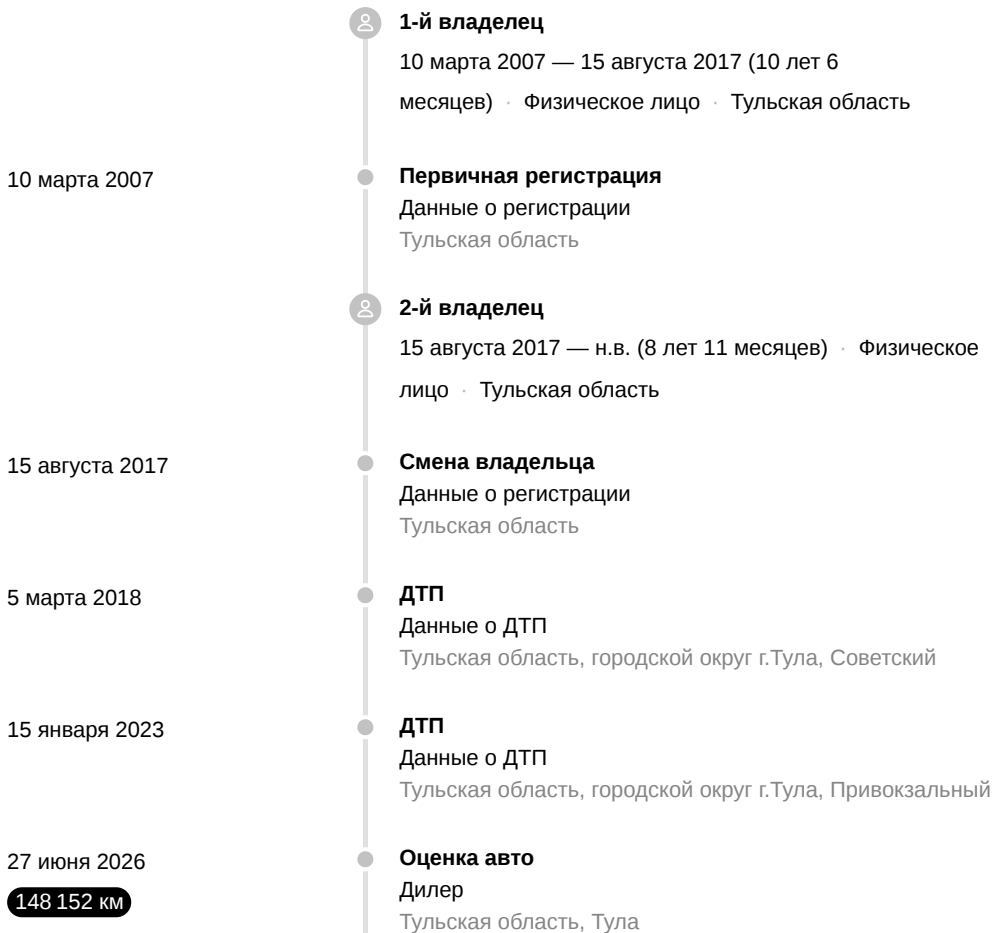 1-й владелец
10 марта 2007 — 15 августа 2017 (10 лет 6
месяцев) · Физическое лицо · Тульская область
10 марта 2007
Первичная регистрация
Данные о регистрации
Тульская область
2-й владелец
15 августа 2017 — н.в. (8 лет 11 месяцев) · Физическое
лицо · Тульская область
15 августа 2017
Смена владельца
Данные о регистрации
Тульская область
5 марта 2018
ДТП
Данные о ДТП
Тульская область, городской округ г.Тула, Советский
15 января 2023
ДТП
Данные о ДТП
Тульская область, городской округ г.Тула, Привокзальный
27 июня 2026
148 152 км
Оценка авто
Дилер
Тульская область, Тула